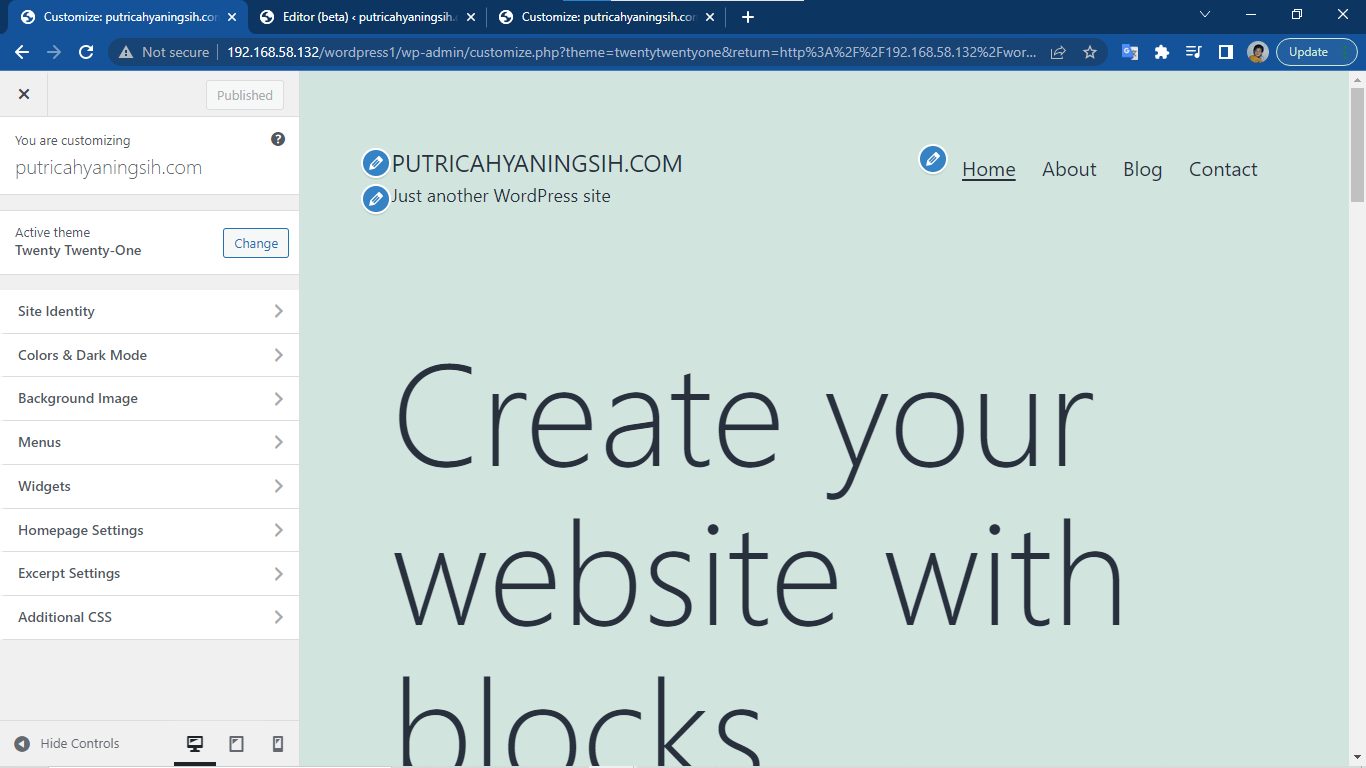 Customize: putricahyaningsih.com
Editor (beta) ‹ putricahyaningsih.
Customize: putricahyaningsih.con
Not secure
192.168.58.132/wordpress1/wp-admin/customize.php?theme=twentytwentyone&return=http%3A%2F%2F192.168.58.132%2Fwor...
Update
Published
You are customizing
putricahyaningsih.com
Active theme
Twenty Twenty-One
Change
Site Identity
Colors & Dark Mode
Background Image
Menus
Widgets
Homepage Settings
Excerpt Settings
Additional CSS
Hide Controls
PUTRICAHYANINGSIH.COM
Just another WordPress site
Home About Blog Contact
Create your
website with
blocks